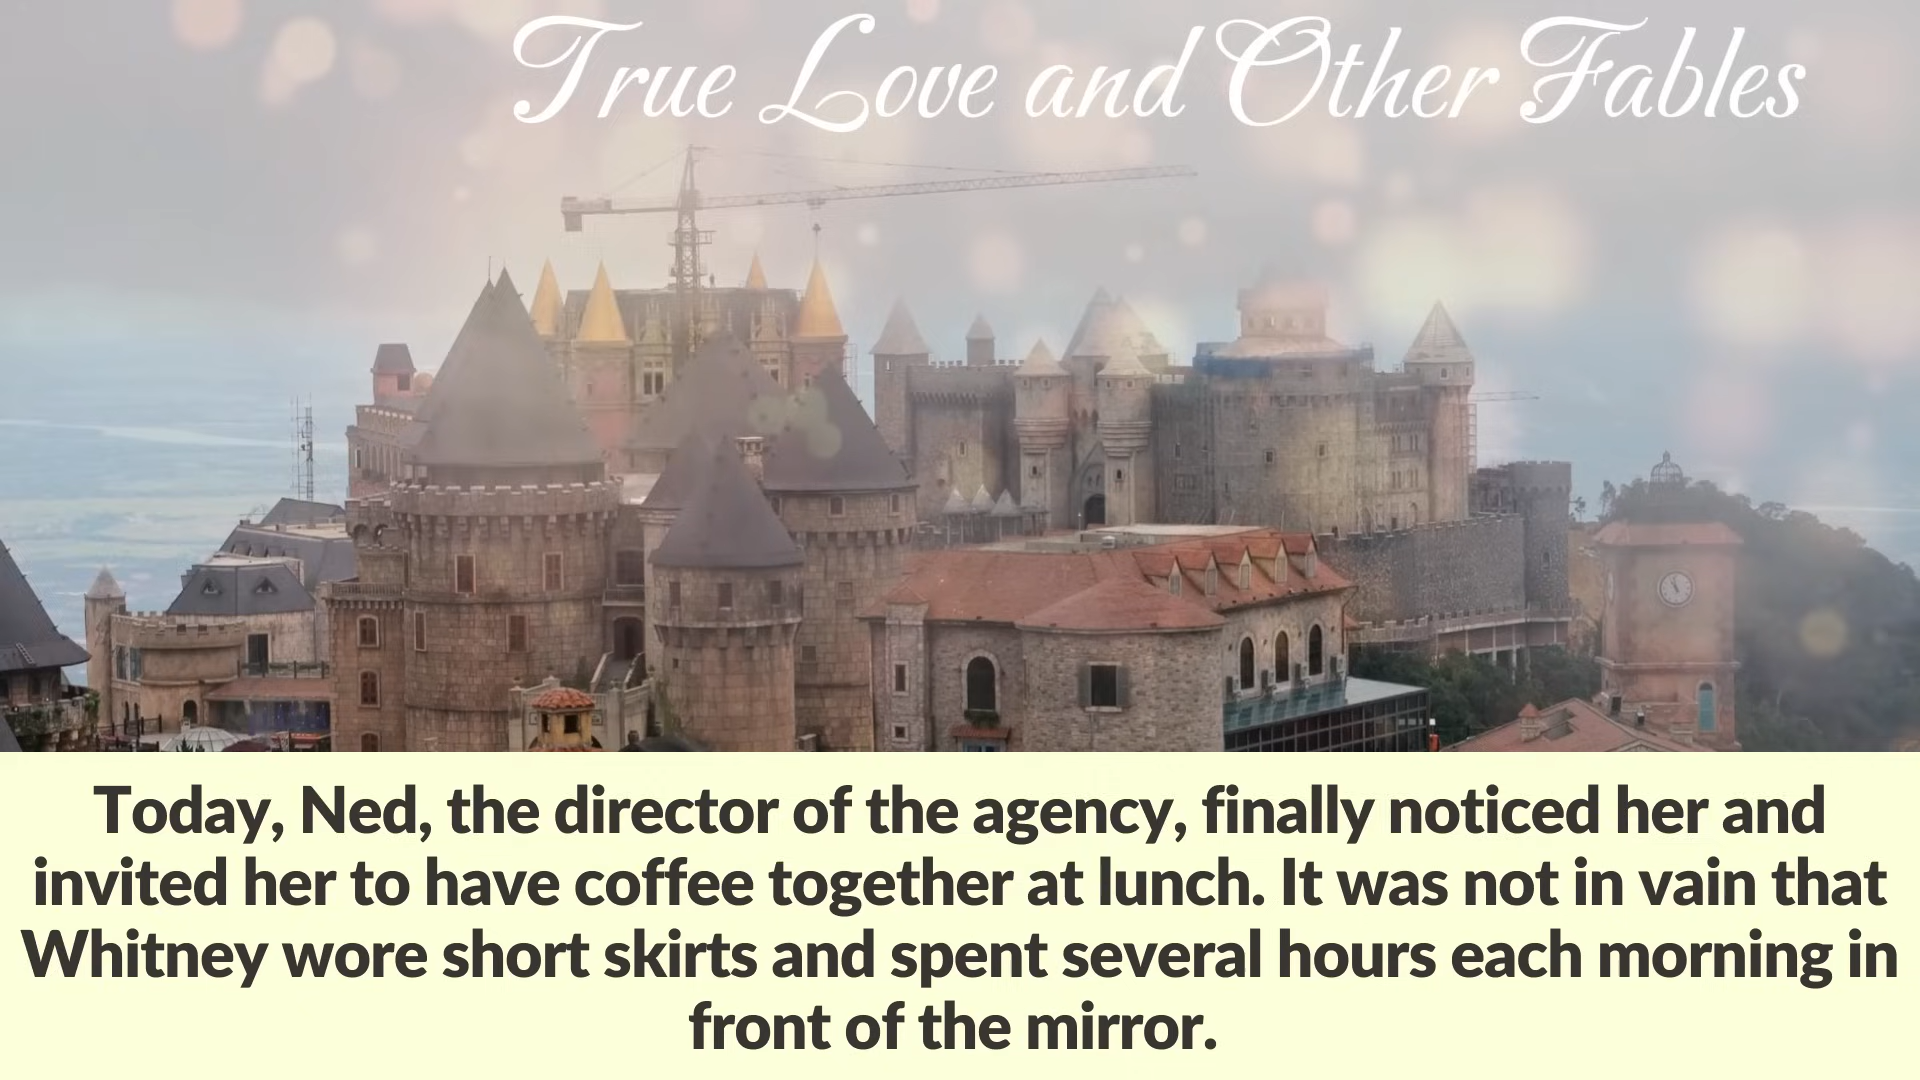 True Love and Other Fables
Today, Ned, the director of the agency, finally noticed her and
invited her to have coffee together at lunch. It was not in vain that
Whitney wore short skirts and spent several hours each morning in
front of the mirror.